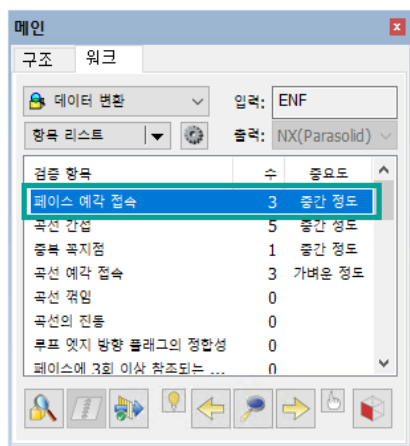 메인
구조 워크
데이터 변환 입력: ENF
항목 리스트 출력: NX(Parasolid)
검증 항목 수 중요도
페이스 예각 접속 3 중간 정도
곡선 간섭 5 중간 정도
중복 꼭지점 1 중간 정도
곡선 예각 접속 3 가벼운 정도
곡선 꺾임 0
곡선의 진동 0
루프 엣지 방향 플래그의 정합성 0
페이스에 3회 이상 참조되는 ... 0